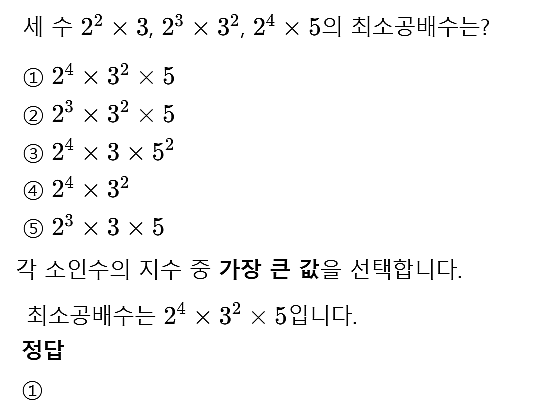 세 수 2² × 3, 2³ × 3², 2⁴ × 5의 최소공배수는?
① 2⁴ × 3² × 5
② 2³ × 3² × 5
③ 2⁴ × 3 × 5²
④ 2⁴ × 3²
⑤ 2³ × 3 × 5
각 소인수의 지수 중 가장 큰 값을 선택합니다.
최소공배수는 2⁴ × 3² × 5입니다.
정답
①